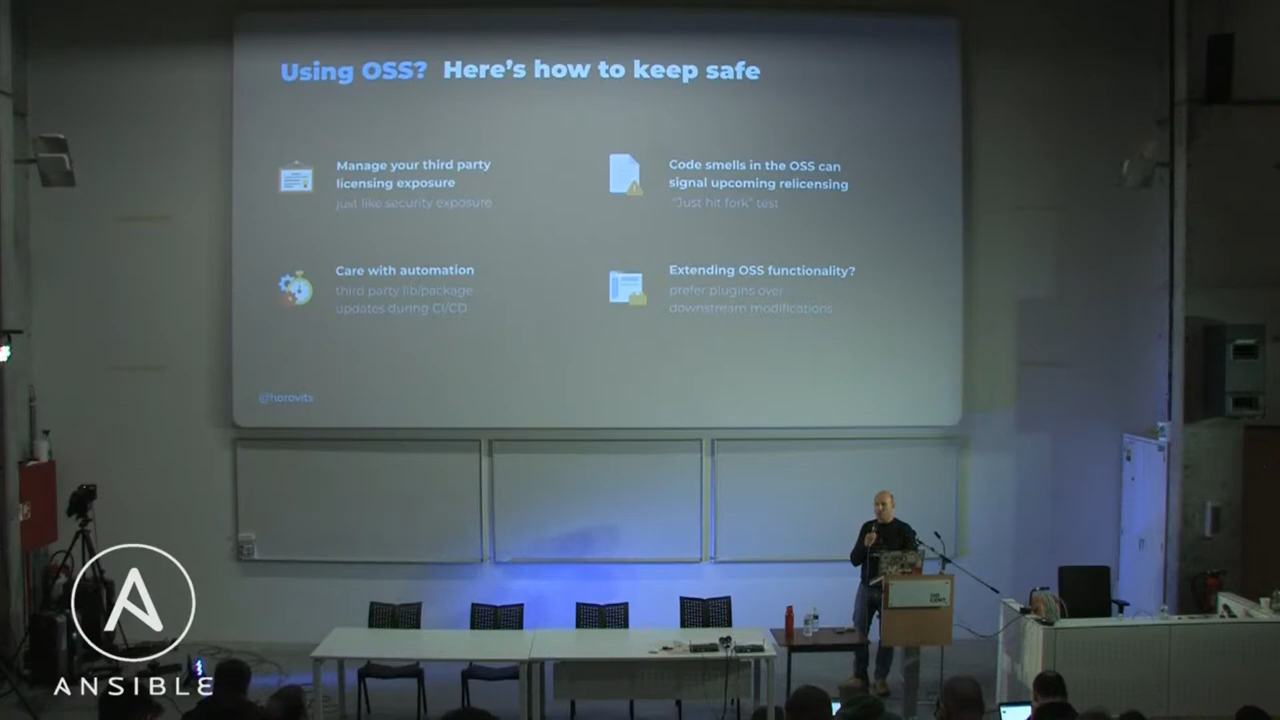 Using OSS? Here's how to keep safe
Manage your third party
licensing exposure
just like security exposure
Code smells in the OSS can
signal upcoming relicensing
"Just hit fork" test
Care with automation
third party lib/package
updates during CI/CD
Extending OSS functionality?
prefer plugins over
downstream modifications
@horovits
ANSIBLE